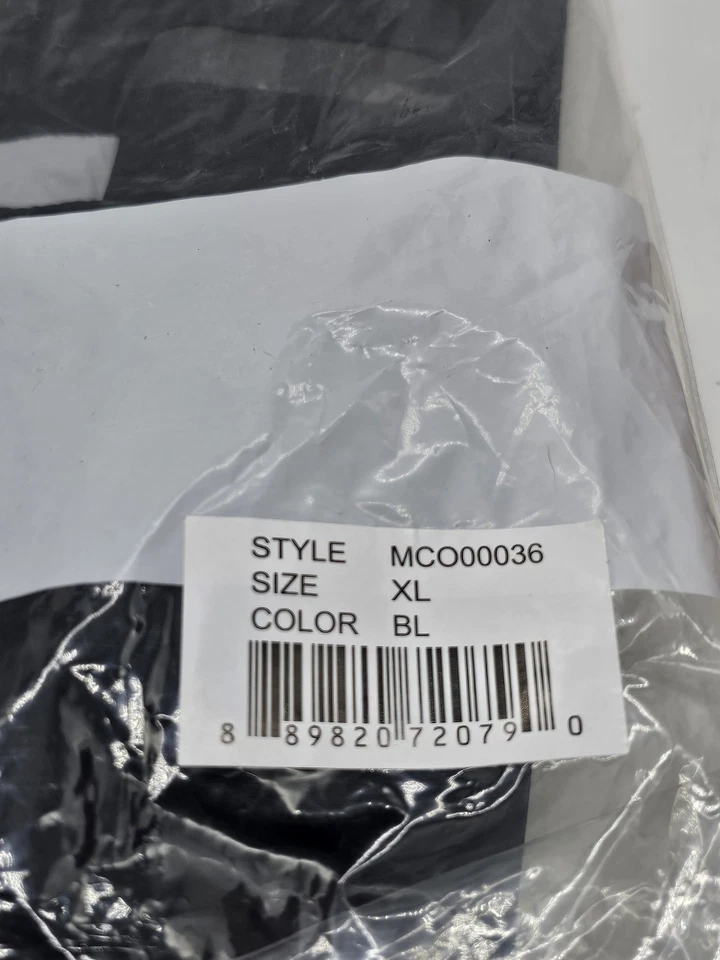 STYLE MCO00036
SIZE XL
COLOR BL
8 89820 72079 0